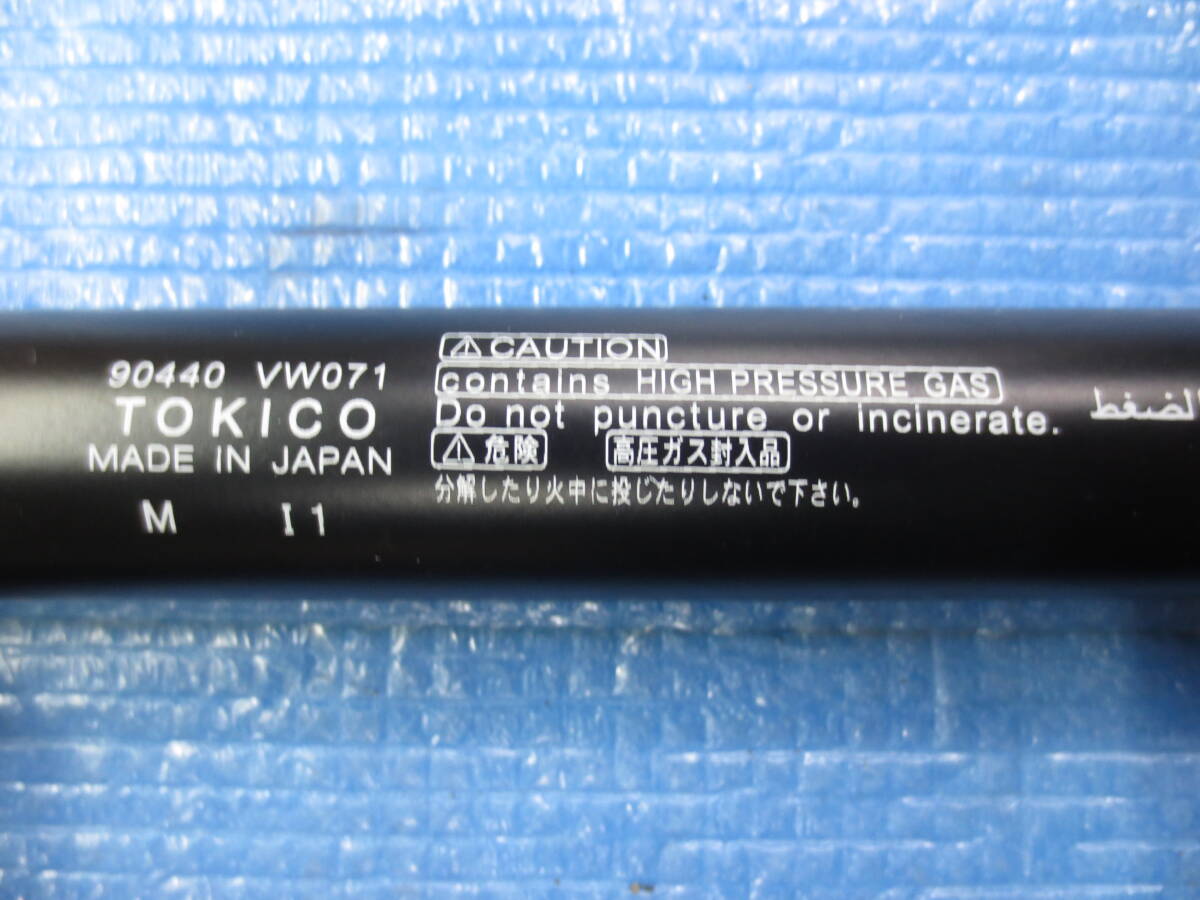 90440 VW071
TOKICO
MADE IN JAPAN
M I1
⚠ CAUTION
contains HIGH PRESSURE GAS
Do not puncture or incinerate.
⚠ 危険 高圧ガス封入品
分解したり火中に投じたりしないで下さい。
الضغط